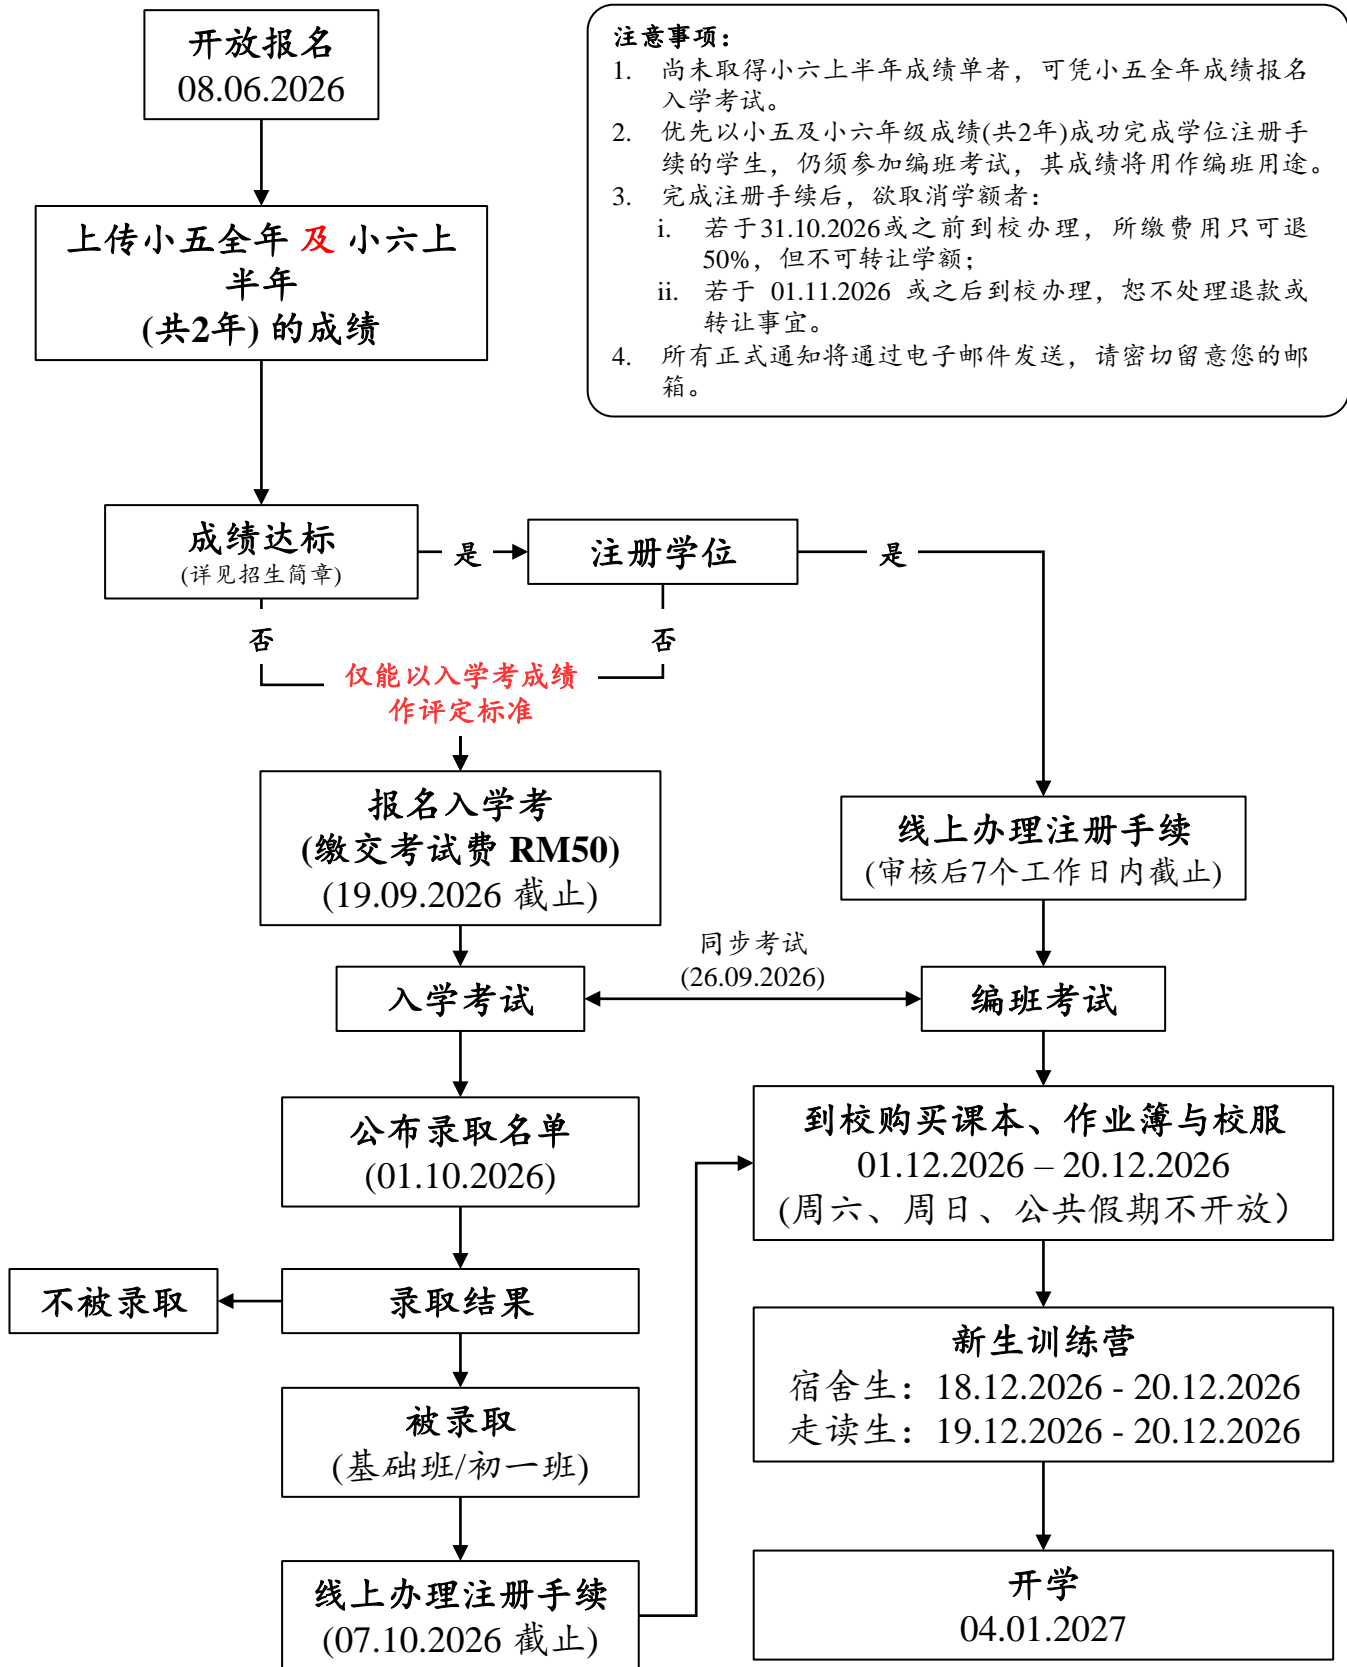 开放报名
08.06.2026
注意事项：
1. 尚未取得小六上半年成绩单者，可凭小五全年成绩报名
入学考试。
2. 优先以小五及小六年级成绩(共2年)成功完成学位注册手
续的学生，仍须参加编班考试，其成绩将用作编班用途。
3. 完成注册手续后，欲取消学额者：
i. 若于31.10.2026或之前到校办理，所缴费用只可退
50%，但不可转让学额；
ii. 若于 01.11.2026 或之后到校办理，恕不处理退款或
转让事宜。
4. 所有正式通知将通过电子邮件发送，请密切留意您的邮
箱。
上传小五全年 及 小六上
半年
(共2年) 的成绩
成绩达标
(详见招生简章)
是
注册学位
是
否
否
仅能以入学考成绩
作评定标准
报名入学考
(缴交考试费 RM50)
(19.09.2026 截止)
线上办理注册手续
(审核后7个工作日内截止)
同步考试
(26.09.2026)
入学考试
编班考试
公布录取名单
(01.10.2026)
到校购买课本、作业簿与校服
01.12.2026 – 20.12.2026
(周六、周日、公共假期不开放）
不被录取
录取结果
新生训练营
宿舍生：18.12.2026 - 20.12.2026
走读生：19.12.2026 - 20.12.2026
被录取
(基础班/初一班)
线上办理注册手续
(07.10.2026 截止)
开学
04.01.2027